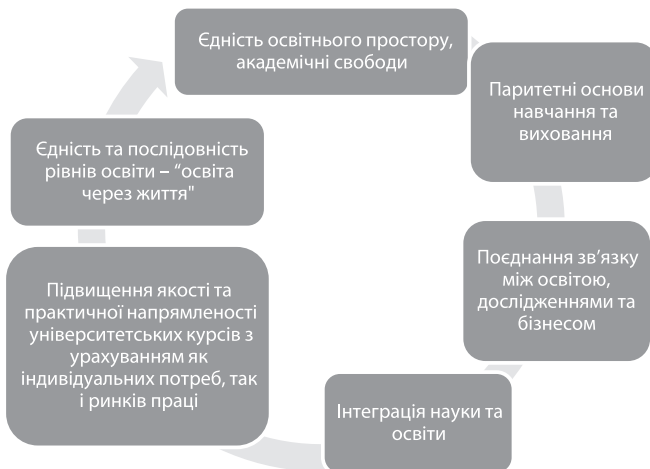 Єдність освітнього простору,
академічні свободи
Паритетні основи
навчання та
виховання
Поєднання зв’язку
між освітою,
дослідженнями та
бізнесом
Інтеграція науки та
освіти
Підвищення якості та
практичної напрямленості
університетських курсів з
урахуванням як
індивідуальних потреб, так
і ринків праці
Єдність та послідовність
рівнів освіти – “освіта
через життя"